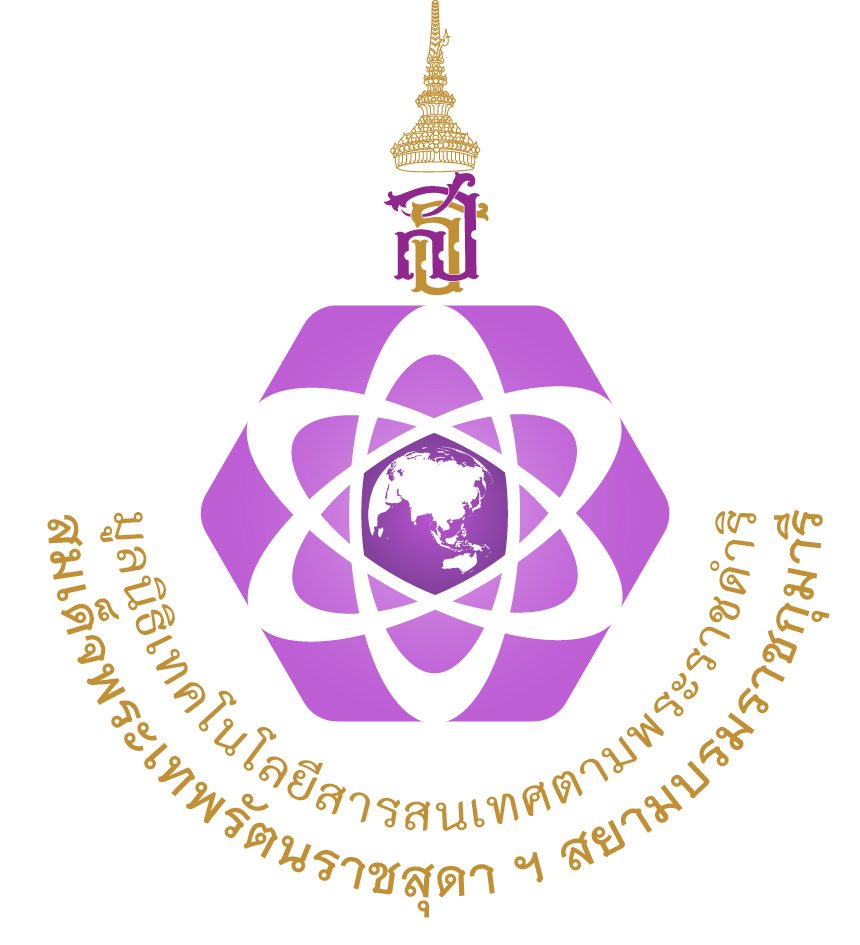 สธ
มูลนิธิเทคโนโลยีสารสนเทศตามพระราชดำริ
สมเด็จพระเทพรัตนราชสุดา ฯ สยามบรมราชกุมารี